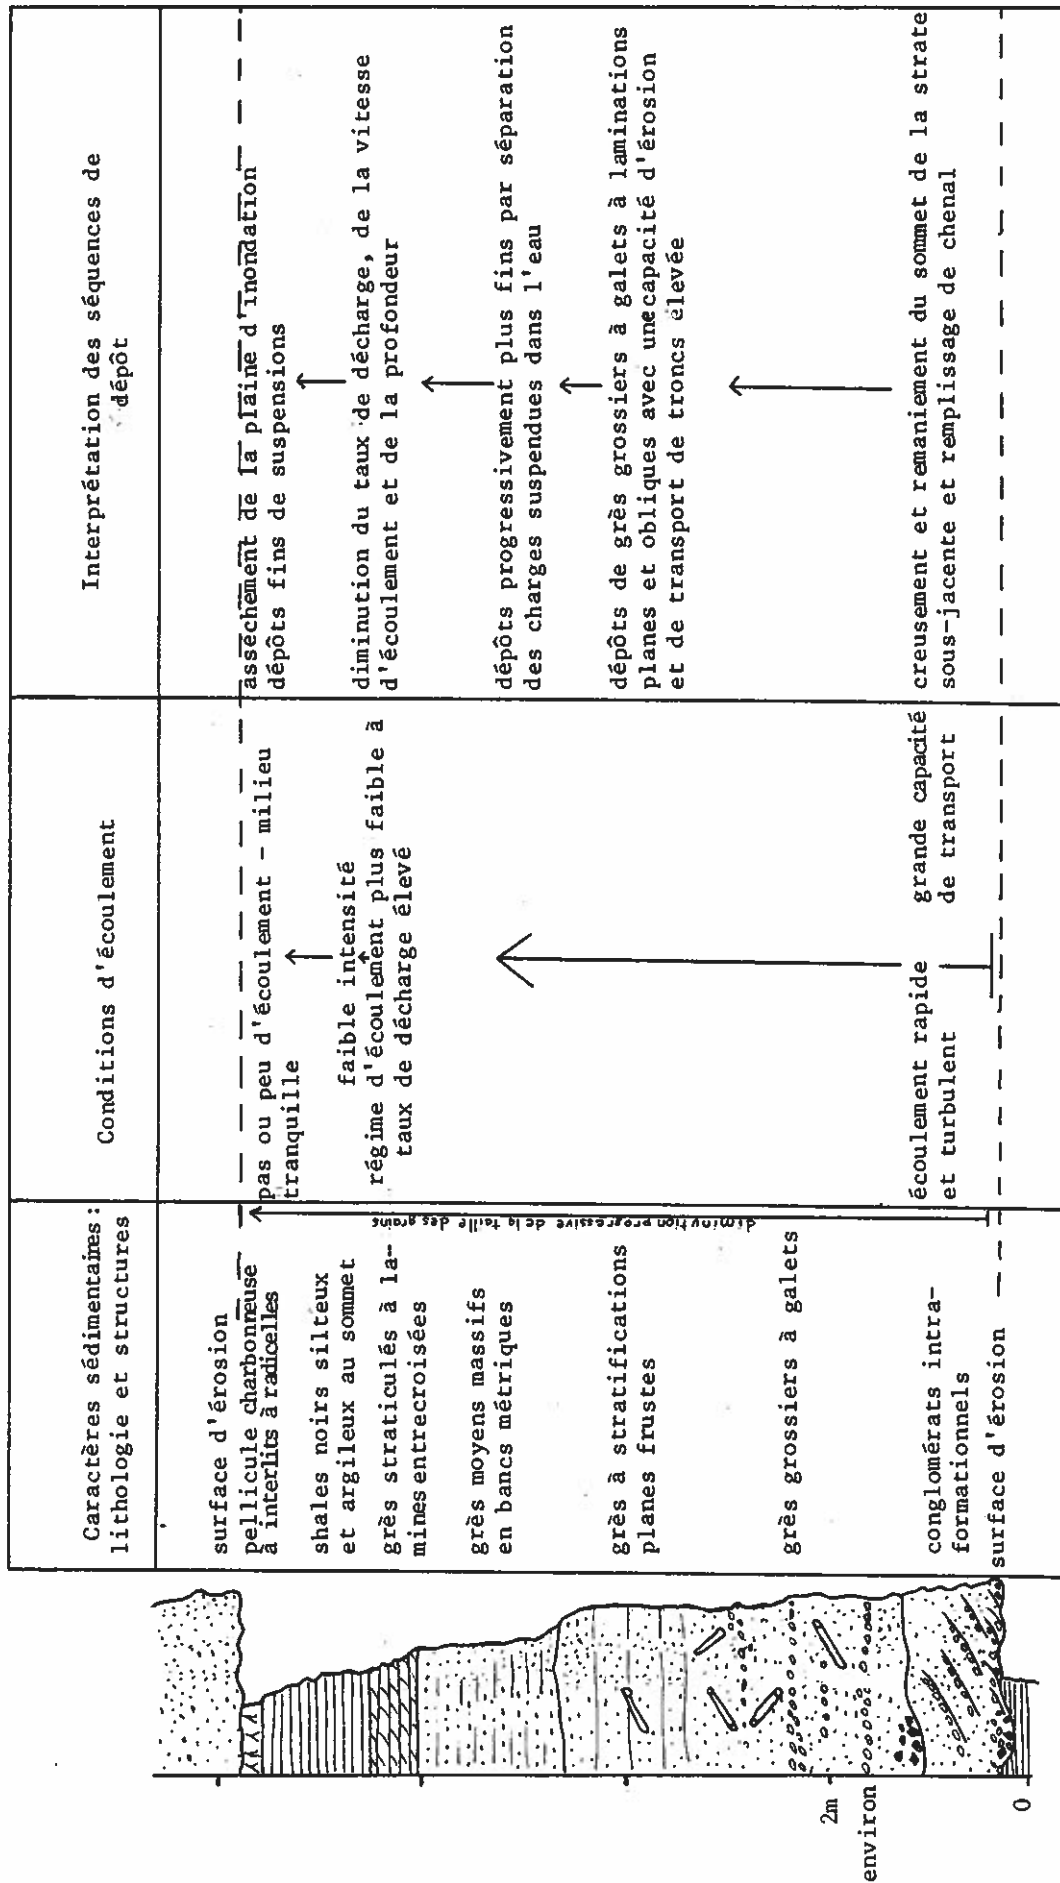 Caractères sédimentaires:
lithologie et structures
Conditions d'écoulement
Interprétation des séquences de
dépôt
surface d'érosion
pellicule charbonneuse
à interlits à radicelles
shales noirs silteux
et argileux au sommet
grès straticulés à la-
mines entrecroisées
grès moyens massifs
en bancs métriques
grès à stratifications
planes frustes
grès grossiers à galets
conglomérats intra-
formationnels
surface d'érosion
diminution progressive de la taille des grains
pas ou peu d'écoulement - milieu
tranquille
faible intensité
régime d'écoulement plus faible à
taux de décharge élevé
écoulement rapide
et turbulent
grande capacité
de transport
assèchement de la plaine d'inondation
dépôts fins de suspensions
diminution du taux de décharge, de la vitesse
d'écoulement et de la profondeur
dépôts progressivement plus fins par séparation
des charges suspendues dans l'eau
dépôts de grès grossiers à galets à laminations
planes et obliques avec unecapacité d'érosion
et de transport de troncs élevée
creusement et remaniement du sommet de la strate
sous-jacente et remplissage de chenal
2m
environ
0